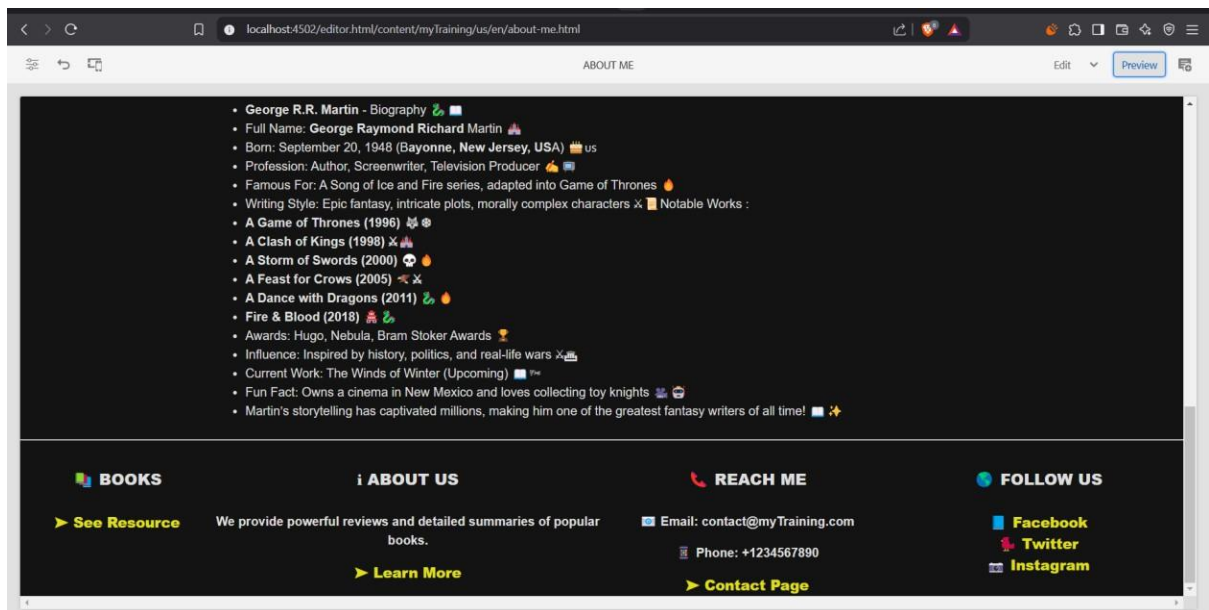 localhost:4502/editor.html/content/myTraining/us/en/about-me.html
ABOUT ME
Edit
Preview
• George R.R. Martin - Biography 🐉 📖
• Full Name: George Raymond Richard Martin 🏰
• Born: September 20, 1948 (Bayonne, New Jersey, USA) 🎂 us
• Profession: Author, Screenwriter, Television Producer ✍ 📺
• Famous For: A Song of Ice and Fire series, adapted into Game of Thrones 🔥
• Writing Style: Epic fantasy, intricate plots, morally complex characters ⚔ 📜 Notable Works :
• A Game of Thrones (1996) 🐺 ❄
• A Clash of Kings (1998) ⚔ 🏰
• A Storm of Swords (2000) 💀 🔥
• A Feast for Crows (2005) 🦅 ⚔
• A Dance with Dragons (2011) 🐉 🔥
• Fire & Blood (2018) 🏯 🐉
• Awards: Hugo, Nebula, Bram Stoker Awards 🏆
• Influence: Inspired by history, politics, and real-life wars ⚔ 🏛
• Current Work: The Winds of Winter (Upcoming) 📖
• Fun Fact: Owns a cinema in New Mexico and loves collecting toy knights 🎥 🤖
• Martin's storytelling has captivated millions, making him one of the greatest fantasy writers of all time! 📖 ✨
📚 BOOKS
➤ See Resource
ℹ ABOUT US
We provide powerful reviews and detailed summaries of popular
books.
➤ Learn More
📞 REACH ME
📧 Email: contact@myTraining.com
📱 Phone: +1234567890
➤ Contact Page
🌎 FOLLOW US
📘 Facebook
🐦 Twitter
📷 Instagram